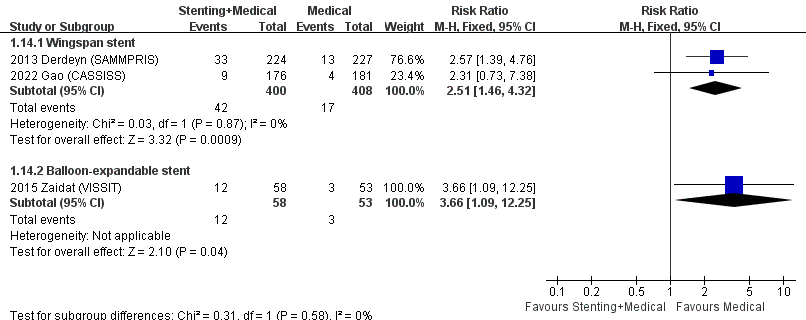 Stenting+Medical Medical Risk Ratio Risk Ratio
Study or Subgroup Events Total Events Total Weight M-H, Fixed, 95% CI M-H, Fixed, 95% CI
1.14.1 Wingspan stent
2013 Derdeyn (SAMMPRIS) 33 224 13 227 76.6% 2.57 [1.39, 4.76]
2022 Gao (CASSISS) 9 176 4 181 23.4% 2.31 [0.73, 7.38]
Subtotal (95% CI) 400 408 100.0% 2.51 [1.46, 4.32]
Total events 42 17
Heterogeneity: Chi² = 0.03, df = 1 (P = 0.87); I² = 0%
Test for overall effect: Z = 3.32 (P = 0.0009)
1.14.2 Balloon-expandable stent
2015 Zaidat (VISSIT) 12 58 3 53 100.0% 3.66 [1.09, 12.25]
Subtotal (95% CI) 58 53 100.0% 3.66 [1.09, 12.25]
Total events 12 3
Heterogeneity: Not applicable
Test for overall effect: Z = 2.10 (P = 0.04)
0.1 0.2 0.5 1 2 5 10
Favours Stenting+Medical Favours Medical
Test for subgroup differences: Chi² = 0.31, df = 1 (P = 0.58), I² = 0%